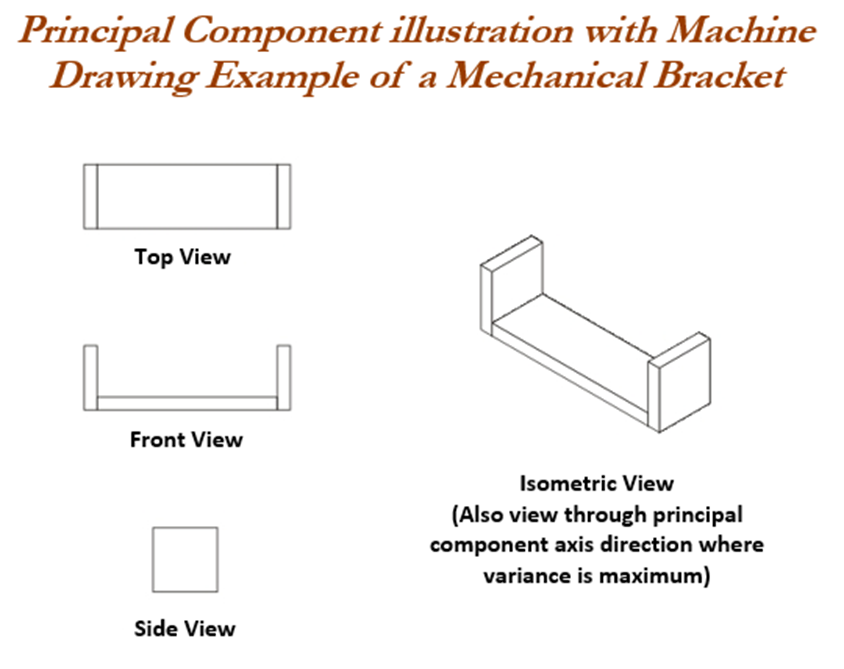 Principal Component illustration with Machine
Drawing Example of a Mechanical Bracket
Top View
Front View
Side View
Isometric View
(Also view through principal
component axis direction where
variance is maximum)